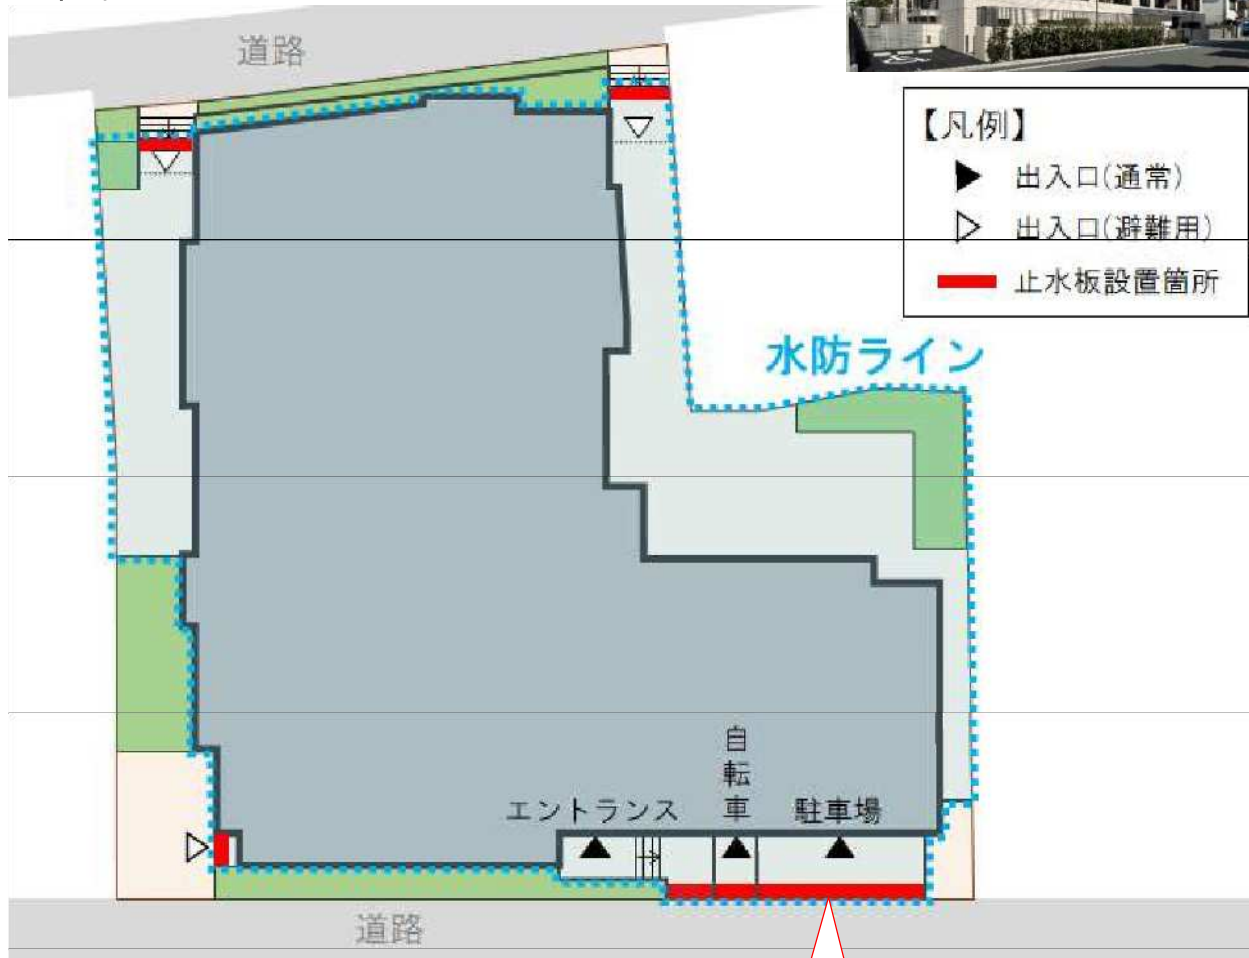 道路
【凡例】
出入口(通常)
出入口(避難用)
止水板設置箇所
水防ライン
自転車
エントランス
駐車場
道路